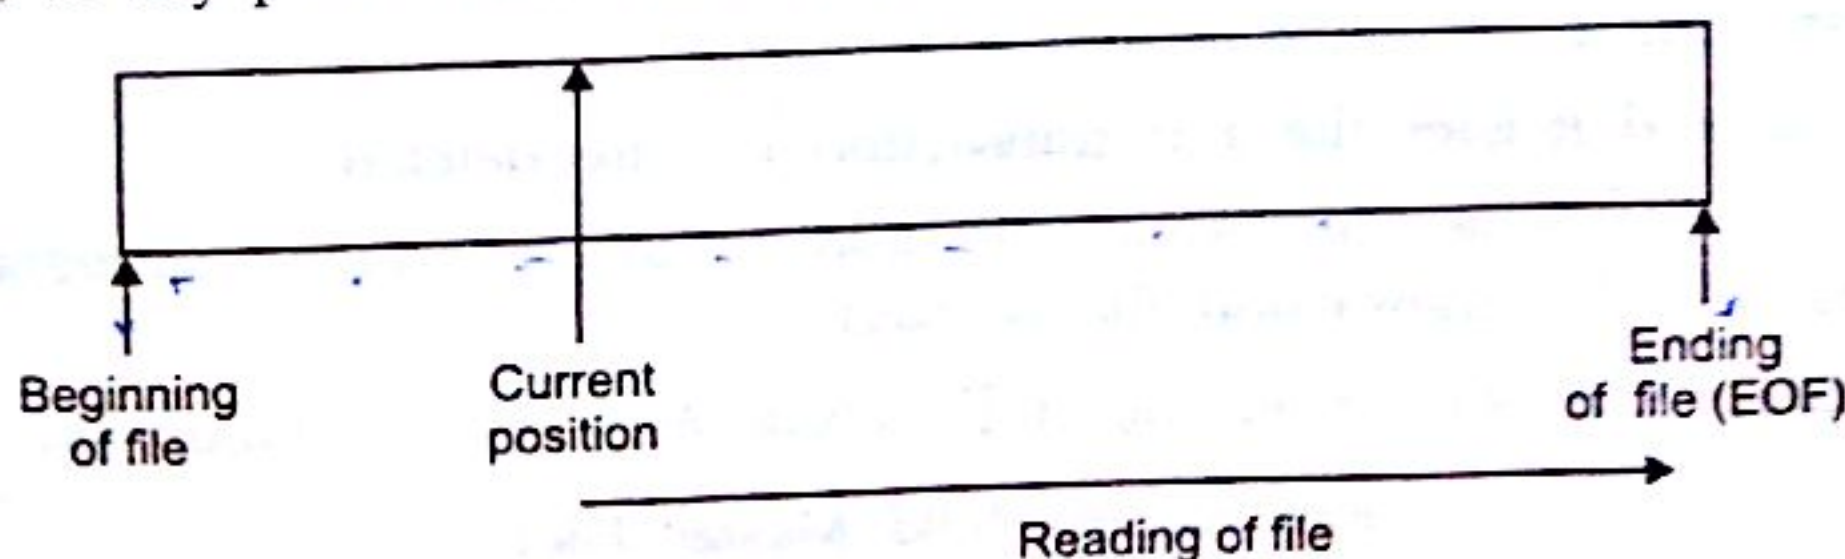 Beginning
of file
Current
position
Ending
of file (EOF)
Reading of file